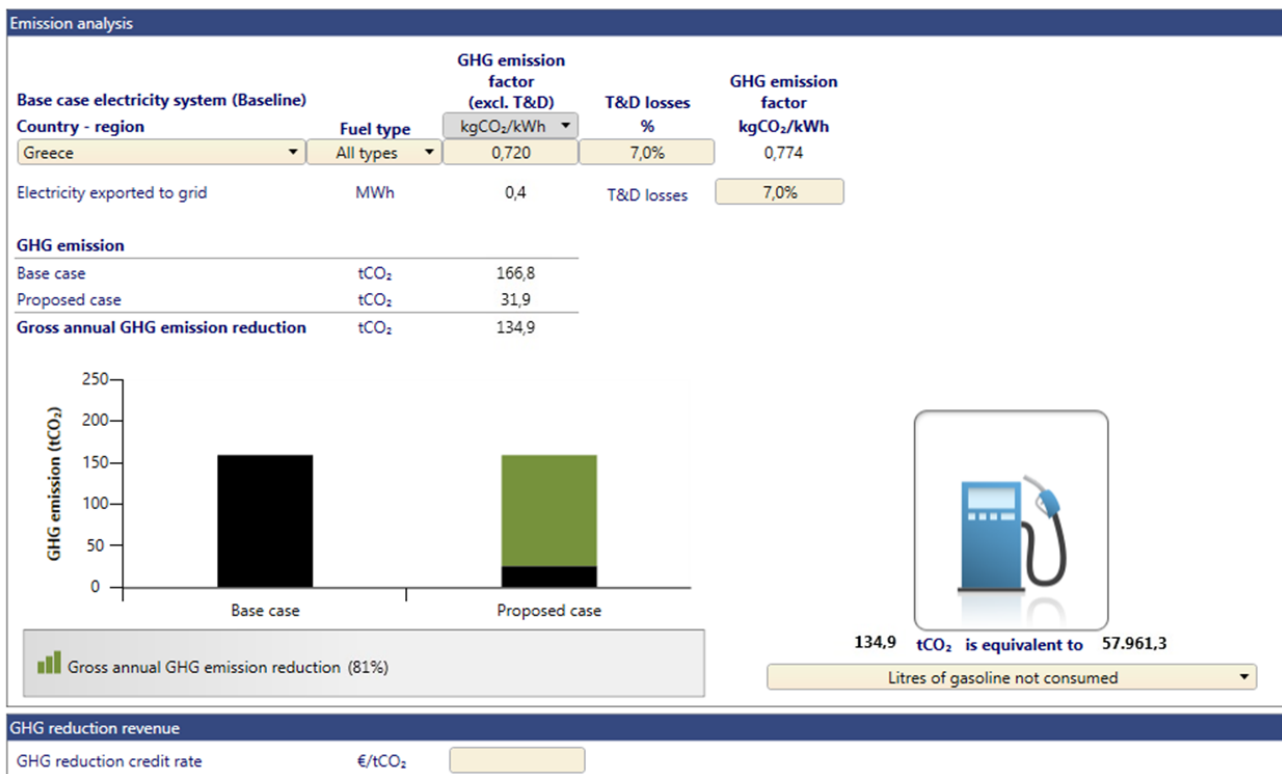 Emission analysis
Base case electricity system (Baseline)
GHG emission
factor
(excl. T&D)
T&D losses
GHG emission
factor
Country - region
Fuel type
kgCO₂/kWh
%
kgCO₂/kWh
Greece
All types
0,720
7,0%
0,774
Electricity exported to grid
MWh
0,4
T&D losses
7,0%
GHG emission
Base case
tCO₂
166,8
Proposed case
tCO₂
31,9
Gross annual GHG emission reduction
tCO₂
134,9
GHG emission (tCO₂)
250
200
150
100
50
0
Base case
Proposed case
Gross annual GHG emission reduction (81%)
134,9 tCO₂ is equivalent to 57.961,3
Litres of gasoline not consumed
GHG reduction revenue
GHG reduction credit rate
€/tCO₂